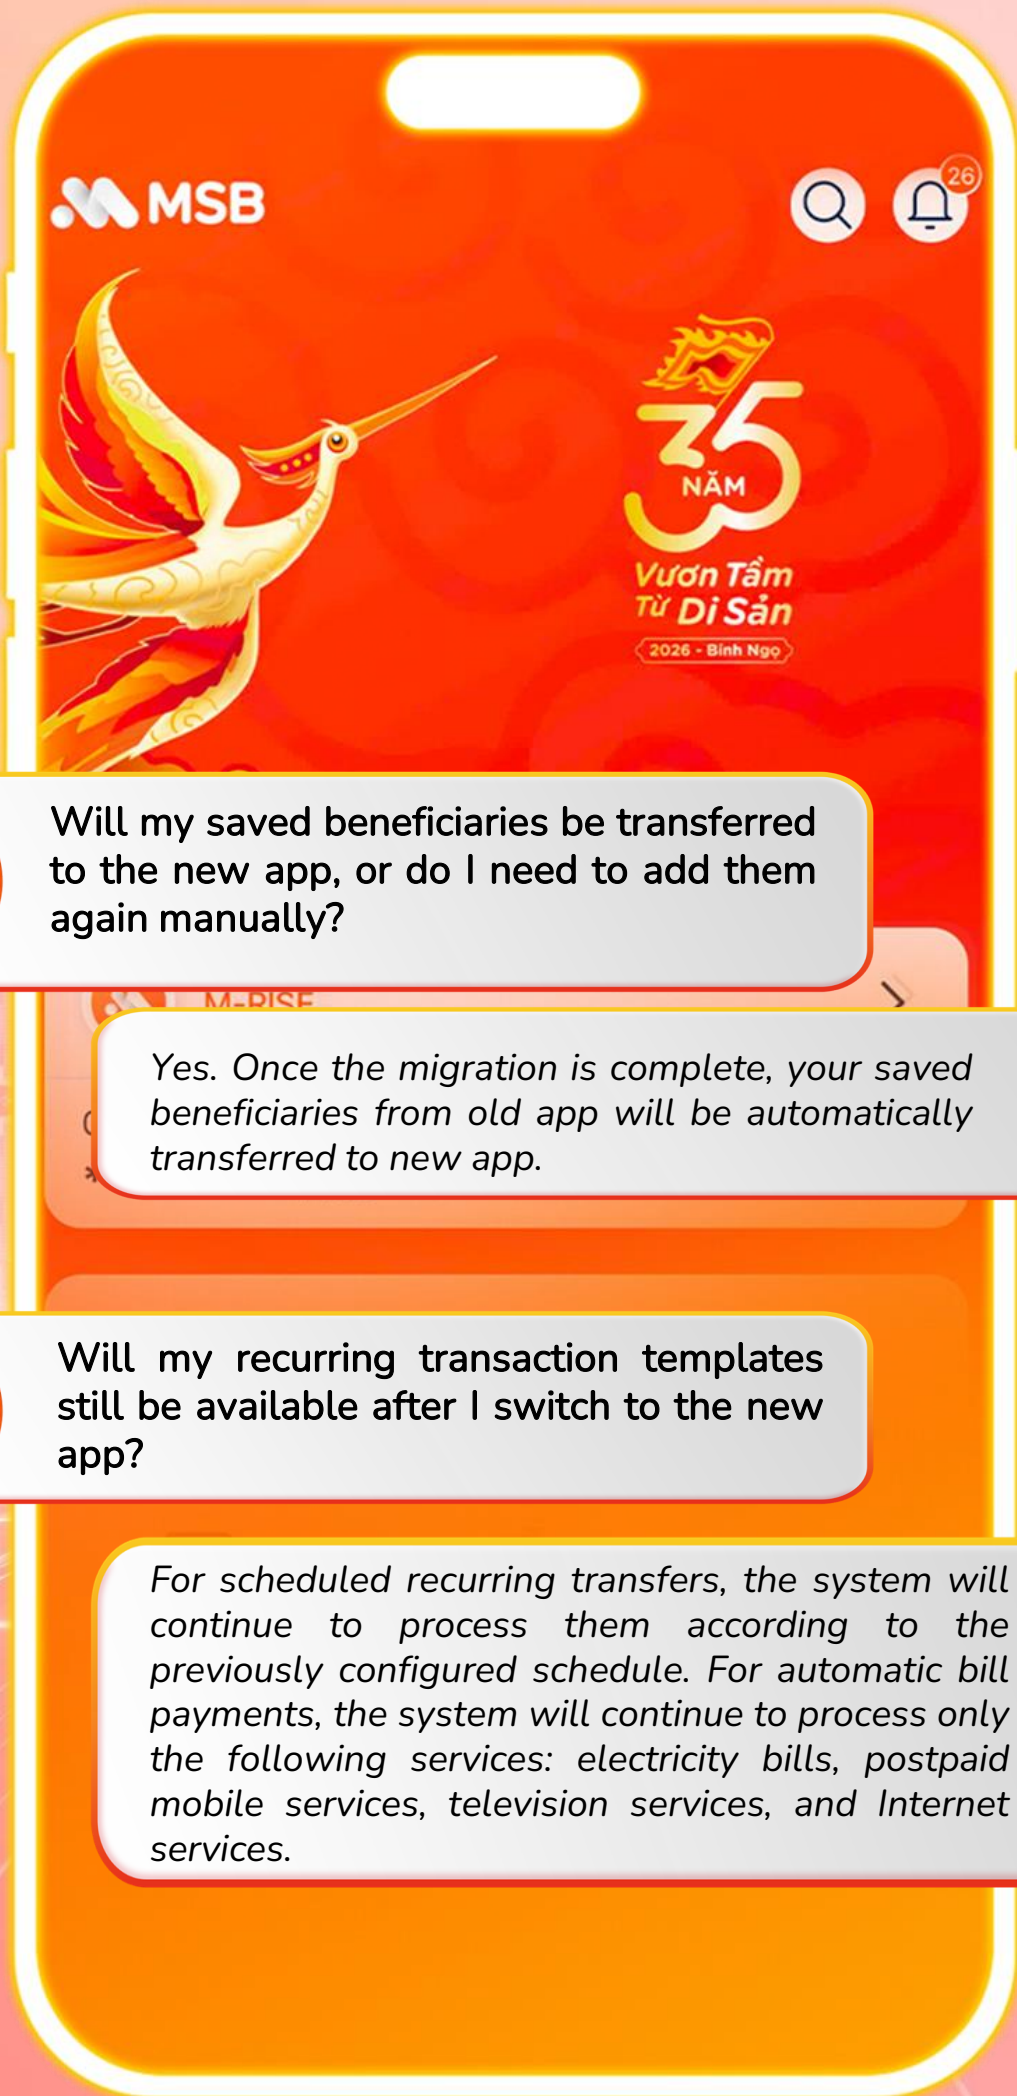 MSB
26
35
NĂM
Vươn Tầm
Từ Di Sản
2026 - Bính Ngọ
Will my saved beneficiaries be transferred
to the new app, or do I need to add them
again manually?
M-RISE
Yes. Once the migration is complete, your saved
beneficiaries from old app will be automatically
transferred to new app.
Will my recurring transaction templates
still be available after I switch to the new
app?
For scheduled recurring transfers, the system will
continue to process them according to the
previously configured schedule. For automatic bill
payments, the system will continue to process only
the following services: electricity bills, postpaid
mobile services, television services, and Internet
services.